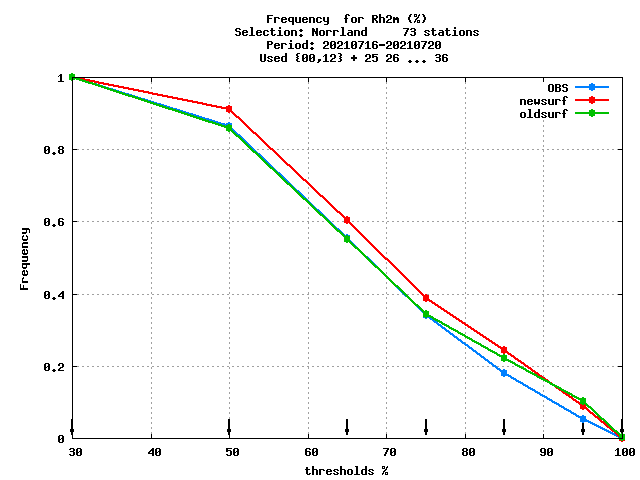 Frequency  for Rh2m (%)
Selection: Norrland     73 stations
Period: 20210716-20210720
Used {00,12} + 25 26 ... 36
OBS
newsurf
oldsurf
1
0.8
0.6
0.4
0.2
0
Frequency
30 40 50 60 70 80 90 100
thresholds %